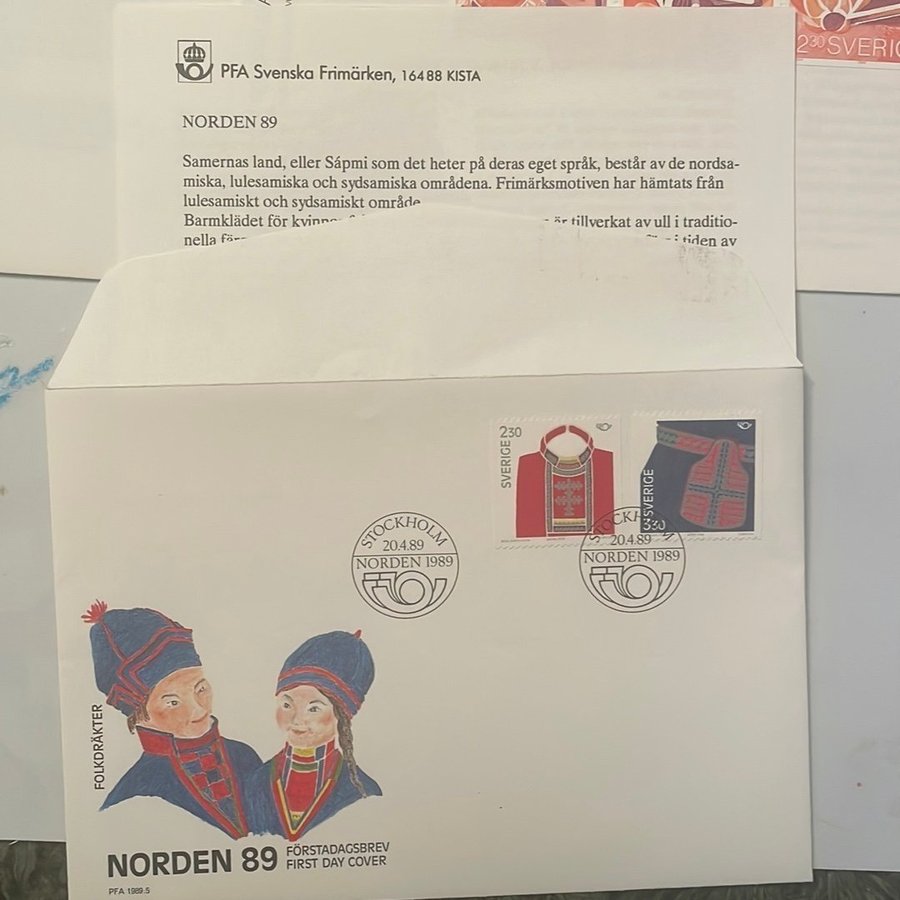 PFA Svenska Frimärken, 164 88 KISTA
NORDEN 89
Samernas land, eller Sápmi som det heter på deras eget språk, består av de nordsa-
miska, lulesamiska och sydsamiska områdena. Frimärksmotiven har hämtats från
lulesamiskt och sydsamiskt område
Barmklädet för är tillverkat av ull i traditio-
nella i tiden av
2 30 SVERIG
2 30
SVERIGE
SVERIGE
3 30
STOCKHOLM
20.4.89
NORDEN 1989
STOCKHOLM
20.4.89
NORDEN 1989
FOLKDRÄKTER
NORDEN 89
FÖRSTADAGSBREV
FIRST DAY COVER
PFA 1989.5